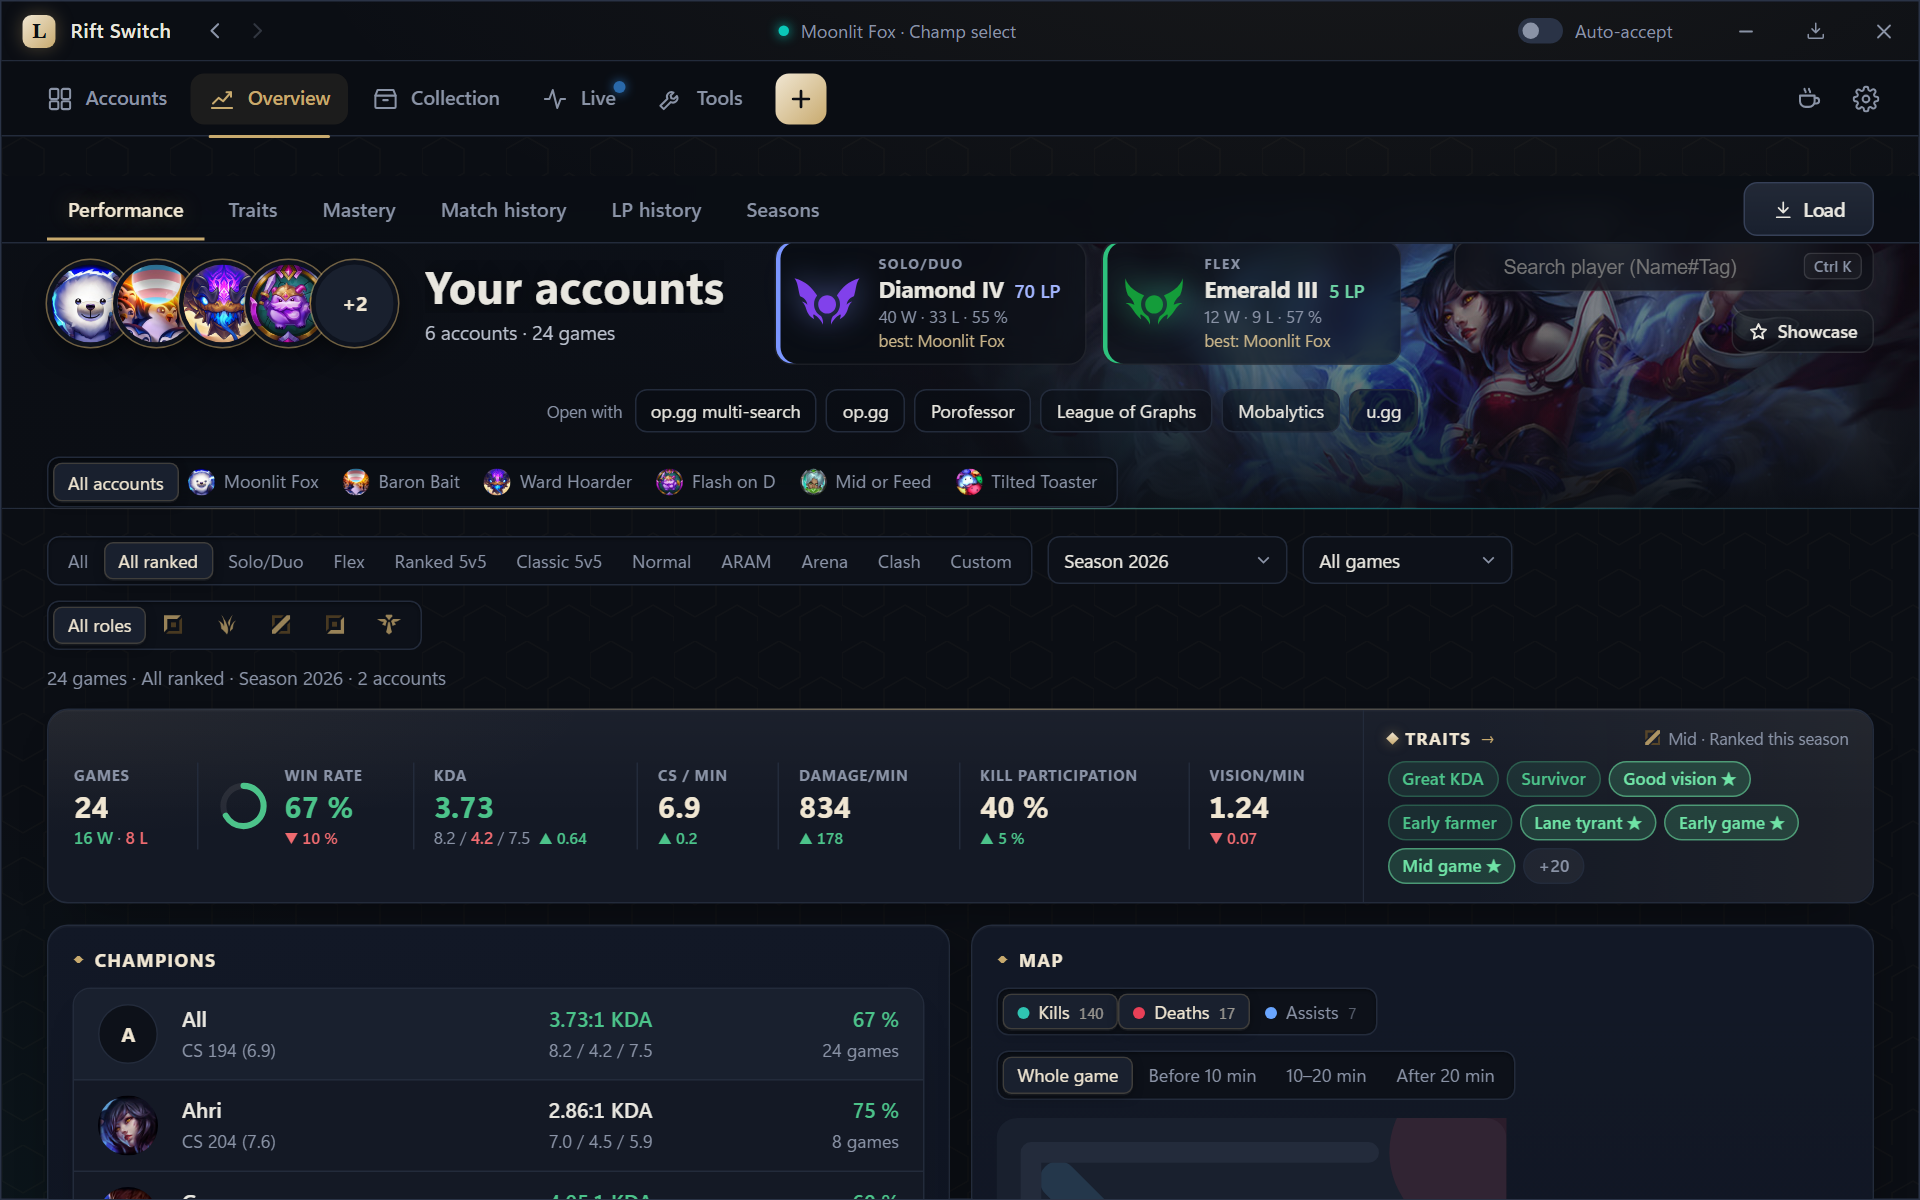 L Rift Switch
Moonlit Fox · Champ select
Auto-accept
Accounts
Overview
Collection
Live
Tools
Performance
Traits
Mastery
Match history
LP history
Seasons
Load
+2
Your accounts
6 accounts · 24 games
SOLO/DUO
Diamond IV 70 LP
40 W · 33 L · 55 %
best: Moonlit Fox
FLEX
Emerald III 5 LP
12 W · 9 L · 57 %
best: Moonlit Fox
Search player (Name#Tag) Ctrl K
Showcase
Open with
op.gg multi-search
op.gg
Porofessor
League of Graphs
Mobalytics
u.gg
All accounts
Moonlit Fox
Baron Bait
Ward Hoarder
Flash on D
Mid or Feed
Tilted Toaster
All
All ranked
Solo/Duo
Flex
Ranked 5v5
Classic 5v5
Normal
ARAM
Arena
Clash
Custom
Season 2026
All games
All roles
24 games · All ranked · Season 2026 · 2 accounts
GAMES
24
16 W · 8 L
WIN RATE
67 %
▼ 10 %
KDA
3.73
8.2 / 4.2 / 7.5 ▲ 0.64
CS / MIN
6.9
▲ 0.2
DAMAGE/MIN
834
▲ 178
KILL PARTICIPATION
40 %
▲ 5 %
VISION/MIN
1.24
▼ 0.07
TRAITS →
Mid · Ranked this season
Great KDA
Survivor
Good vision ★
Early farmer
Lane tyrant ★
Early game ★
Mid game ★
+20
CHAMPIONS
A
All
CS 194 (6.9)
3.73:1 KDA
8.2 / 4.2 / 7.5
67 %
24 games
Ahri
CS 204 (7.6)
2.86:1 KDA
7.0 / 4.5 / 5.9
75 %
8 games
MAP
Kills 140
Deaths 17
Assists 7
Whole game
Before 10 min
10–20 min
After 20 min